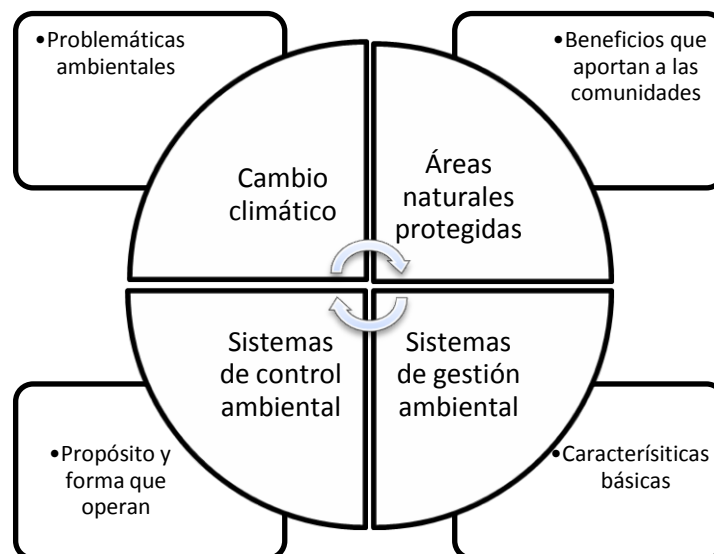 •Problemáticas
ambientales
•Beneficios que
aportan a las
comunidades
Cambio
climático
Áreas
naturales
protegidas
Sistemas
de control
ambiental
Sistemas
de gestión
ambiental
•Propósito y
forma que
operan
•Caracterísiticas
básicas